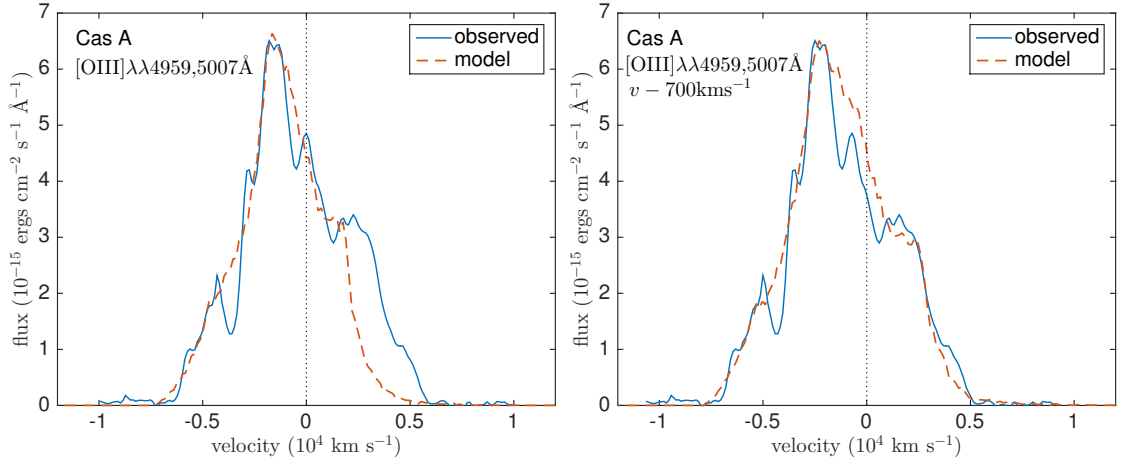 Cas A
[OIII]λλ4959,5007Å
observed
model
flux (10⁻¹⁵ ergs cm⁻² s⁻¹ Å⁻¹)
7
6
5
4
3
2
1
0
-1 -0.5 0 0.5 1
velocity (10⁴ km s⁻¹)
Cas A
[OIII]λλ4959,5007Å
v − 700kms⁻¹
observed
model
flux (10⁻¹⁵ ergs cm⁻² s⁻¹ Å⁻¹)
7
6
5
4
3
2
1
0
-1 -0.5 0 0.5 1
velocity (10⁴ km s⁻¹)